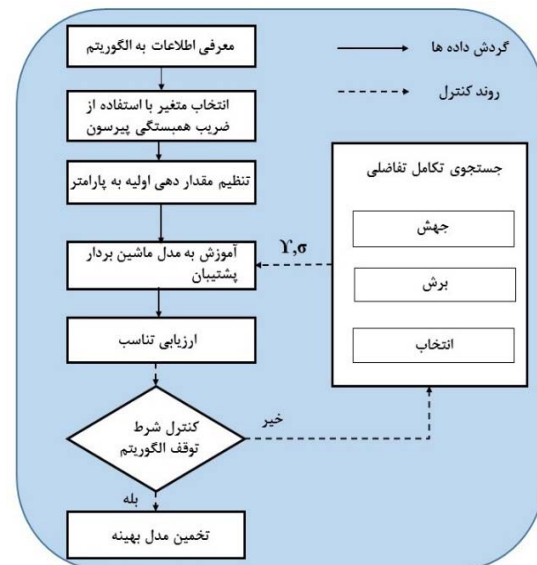 معرفی اطلاعات به الگوریتم
انتخاب متغیر با استفاده از
ضریب همبستگی پیرسون
تنظیم مقدار دهی اولیه به پارامتر
آموزش به مدل ماشین بردار
پشتیبان
ارزیابی تناسب
کنترل شرط
توقف الگوریتم
بله
تخمین مدل بهینه
گردش داده ها
روند کنترل
جستجوی تکامل تفاضلی
جهش
برش
انتخاب
ϒ,σ
خیر